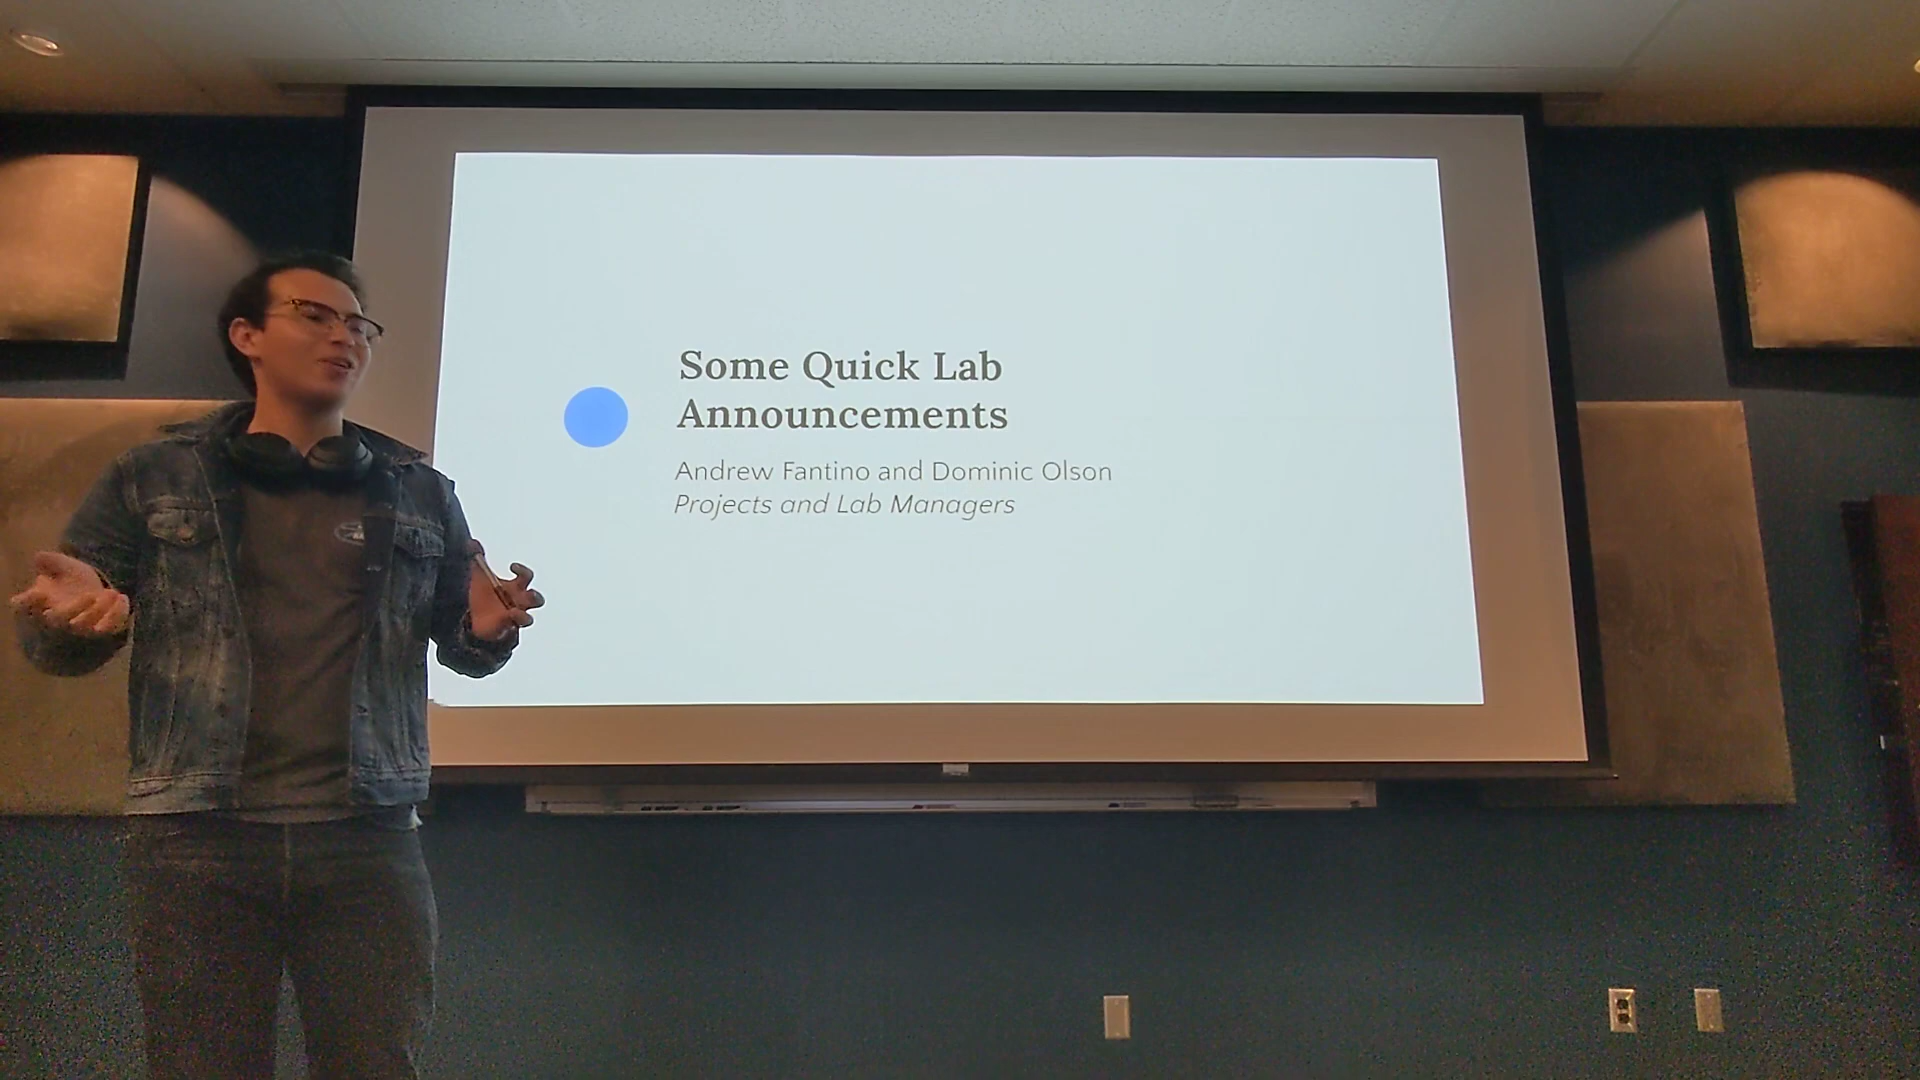 Some Quick Lab
Announcements
Andrew Fantino and Dominic Olson
Projects and Lab Managers